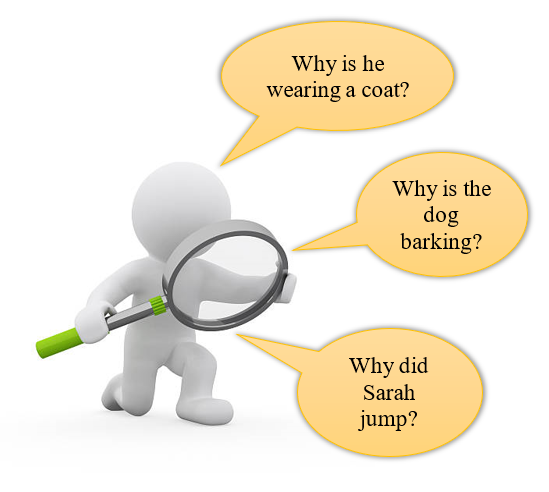 Why is he
wearing a coat?
Why is the
dog
barking?
Why did
Sarah
jump?